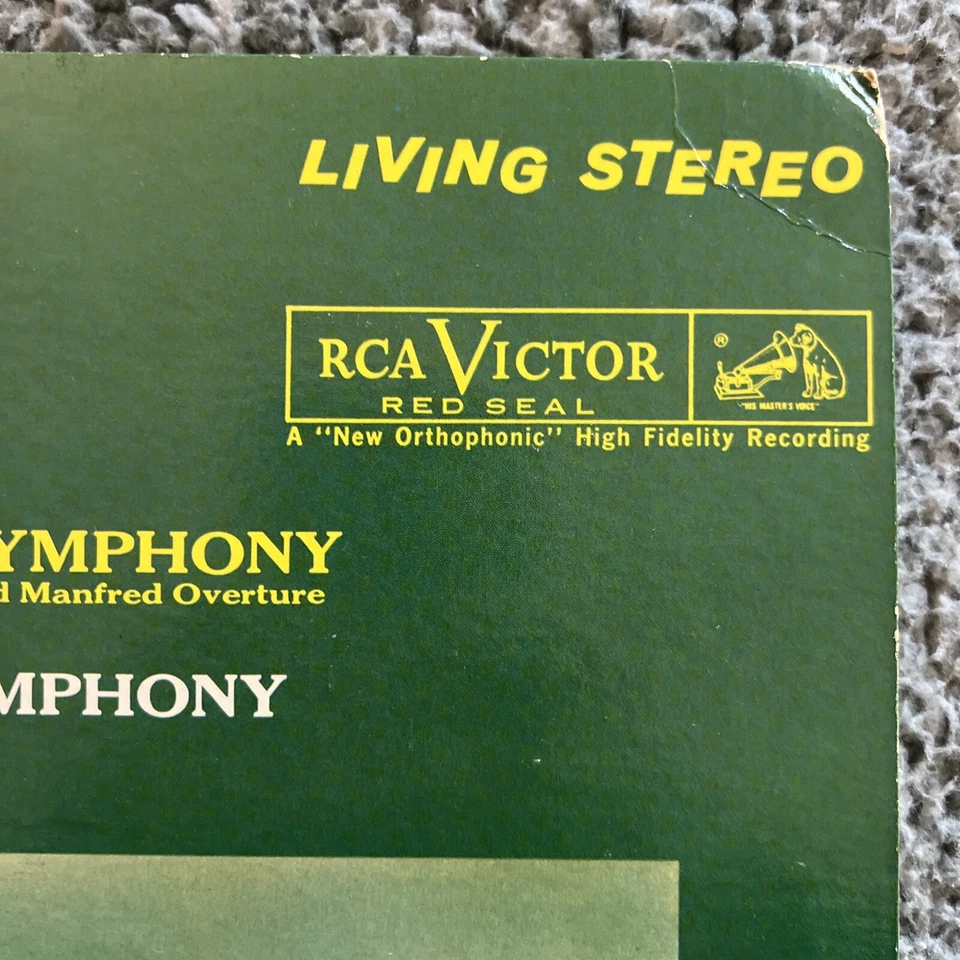 LIVING STEREO
RCA VICTOR
RED SEAL
®
"HIS MASTER'S VOICE"
A "New Orthophonic" High Fidelity Recording
YMPHONY
d Manfred Overture
MPHONY